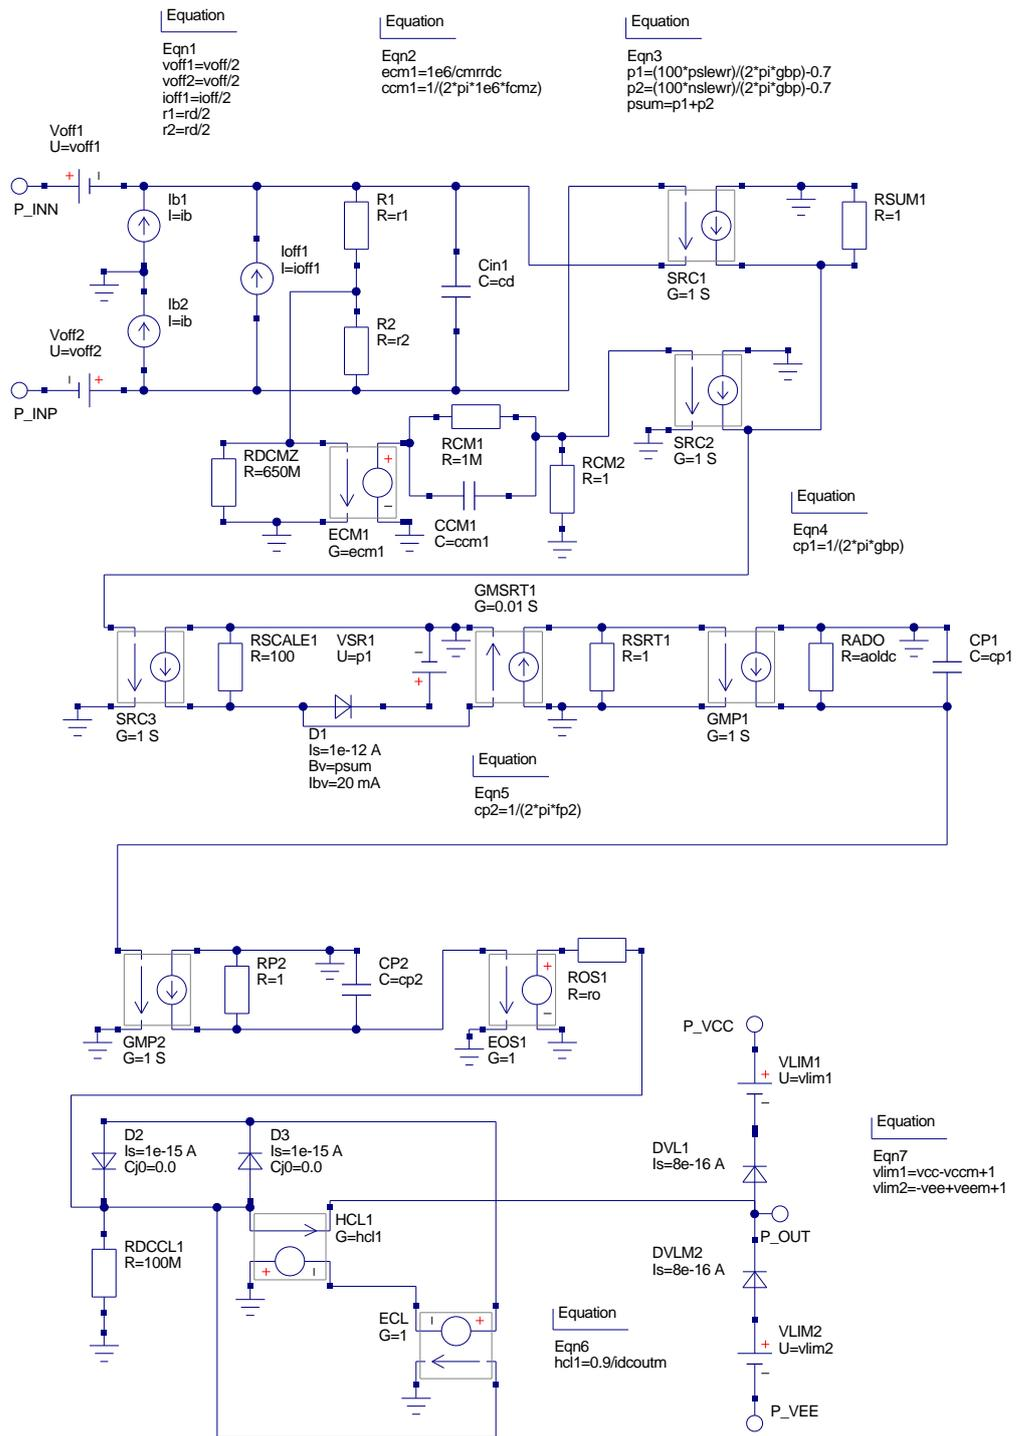 Equation
Eqn1
voff1=voff/2
voff2=voff/2
ioff1=ioff/2
r1=rd/2
r2=rd/2
Equation
Eqn2
ecm1=1e6/cmrrdc
ccm1=1/(2*pi*1e6*fcmz)
Equation
Eqn3
p1=(100*pslewr)/(2*pi*gbp)-0.7
p2=(100*nslewr)/(2*pi*gbp)-0.7
psum=p1+p2
Voff1
U=voff1
P_INN
Ib1
I=ib
Ioff1
I=ioff1
R1
R=r1
Cin1
C=cd
SRC1
G=1 S
RSUM1
R=1
Ib2
I=ib
R2
R=r2
Voff2
U=voff2
P_INP
SRC2
G=1 S
RDCMZ
R=650M
ECM1
G=ecm1
RCM1
R=1M
CCM1
C=ccm1
RCM2
R=1
Equation
Eqn4
cp1=1/(2*pi*gbp)
GMSRT1
G=0.01 S
SRC3
G=1 S
RSCALE1
R=100
VSR1
U=p1
RSRT1
R=1
GMP1
G=1 S
RADO
R=aoldc
CP1
C=cp1
D1
Is=1e-12 A
Bv=psum
Ibv=20 mA
Equation
Eqn5
cp2=1/(2*pi*fp2)
GMP2
G=1 S
RP2
R=1
CP2
C=cp2
EOS1
G=1
ROS1
R=ro
P_VCC
VLIM1
U=vlim1
D2
Is=1e-15 A
Cj0=0.0
D3
Is=1e-15 A
Cj0=0.0
DVL1
Is=8e-16 A
Equation
Eqn7
vlim1=vcc-vccm+1
vlim2=-vee+veem+1
HCL1
G=hcl1
P_OUT
RDCCL1
R=100M
DVLM2
Is=8e-16 A
ECL
G=1
Equation
Eqn6
hcl1=0.9/idcoutm
VLIM2
U=vlim2
P_VEE